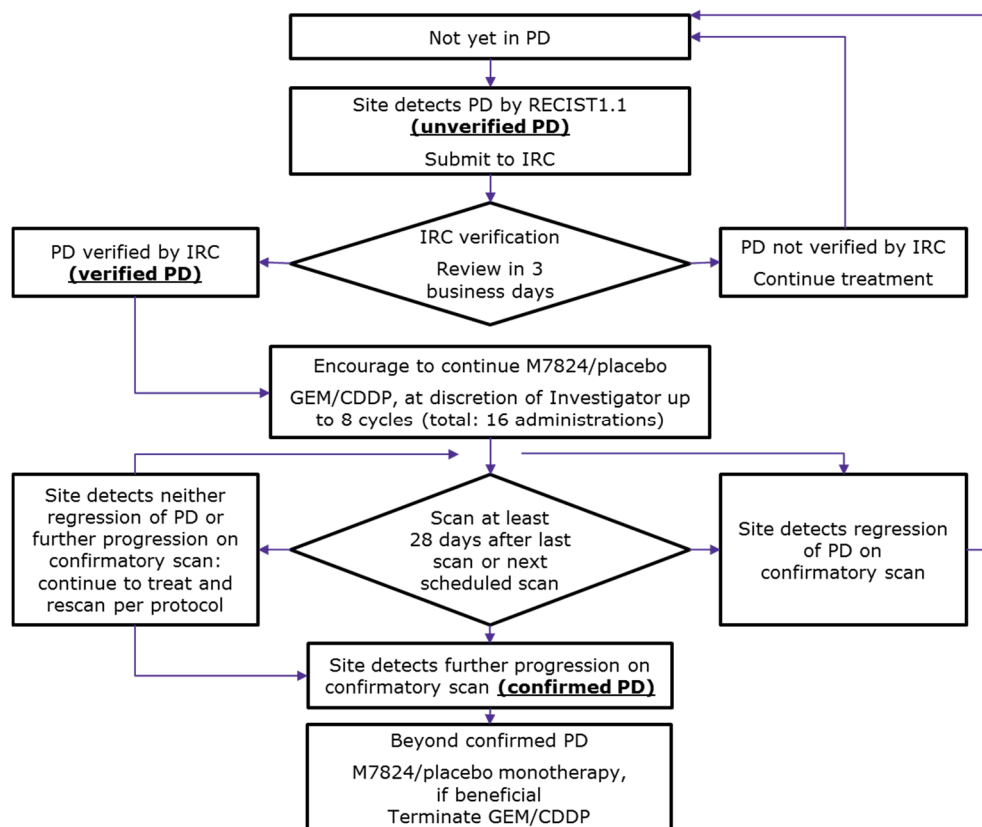 Not yet in PD
Site detects PD by RECIST1.1
(unverified PD)
Submit to IRC
IRC verification
Review in 3
business days
PD verified by IRC
(verified PD)
PD not verified by IRC
Continue treatment
Encourage to continue M7824/placebo
GEM/CDDP, at discretion of Investigator up
to 8 cycles (total: 16 administrations)
Site detects neither
regression of PD or
further progression on
confirmatory scan:
continue to treat and
rescan per protocol
Scan at least
28 days after last
scan or next
scheduled scan
Site detects regression
of PD on
confirmatory scan
Site detects further progression on
confirmatory scan (confirmed PD)
Beyond confirmed PD
M7824/placebo monotherapy,
if beneficial
Terminate GEM/CDDP